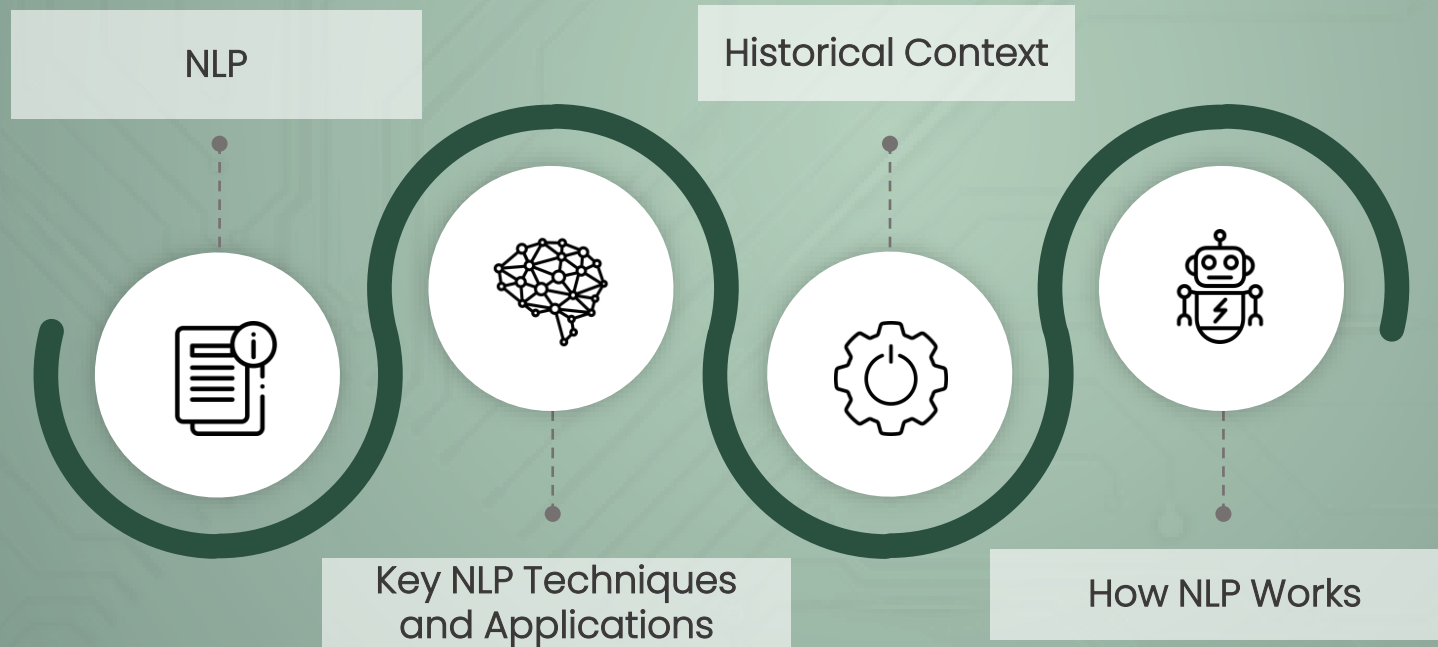 NLP
Key NLP Techniques
and Applications
Historical Context
How NLP Works